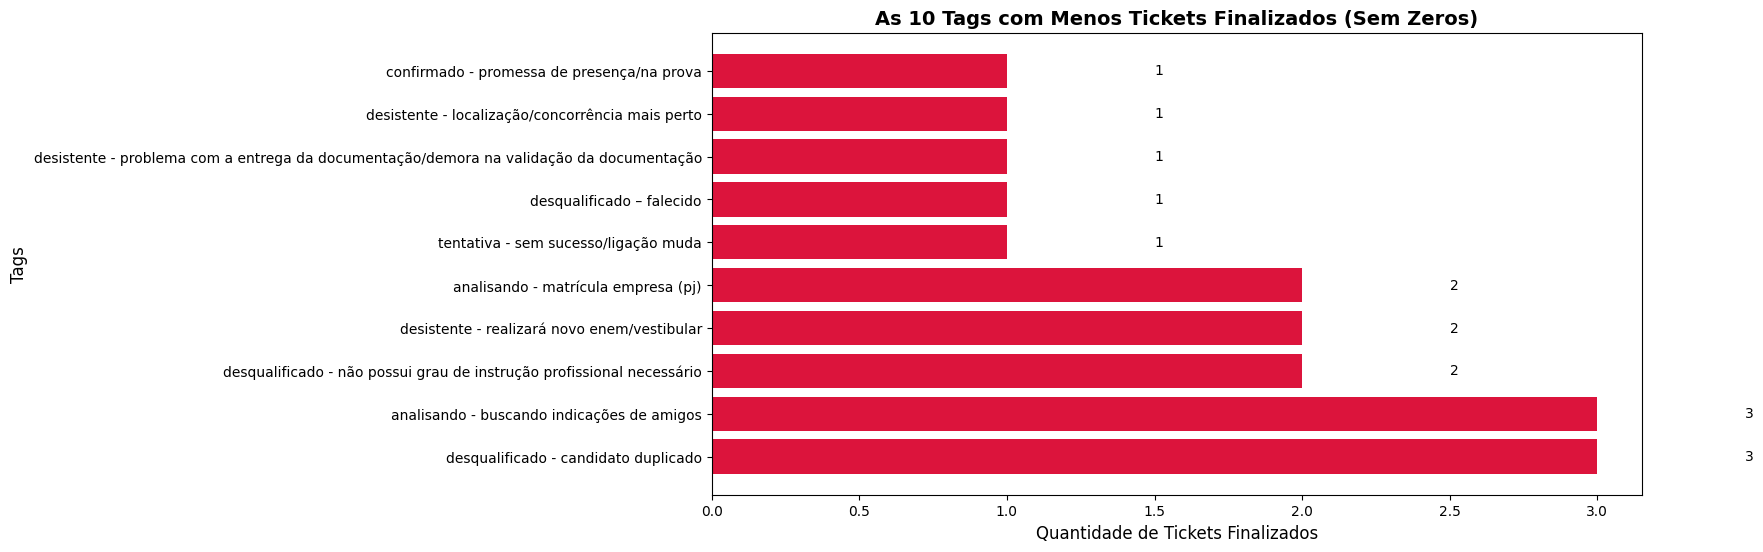 As 10 Tags com Menos Tickets Finalizados (Sem Zeros)
confirmado - promessa de presença/na prova
1
desistente - localização/concorrência mais perto
1
desistente - problema com a entrega da documentação/demora na validação da documentação
1
desqualificado – falecido
1
tentativa - sem sucesso/ligação muda
1
analisando - matrícula empresa (pj)
2
desistente - realizará novo enem/vestibular
2
desqualificado - não possui grau de instrução profissional necessário
2
analisando - buscando indicações de amigos
3
desqualificado - candidato duplicado
3
Tags
0.0 0.5 1.0 1.5 2.0 2.5 3.0
Quantidade de Tickets Finalizados